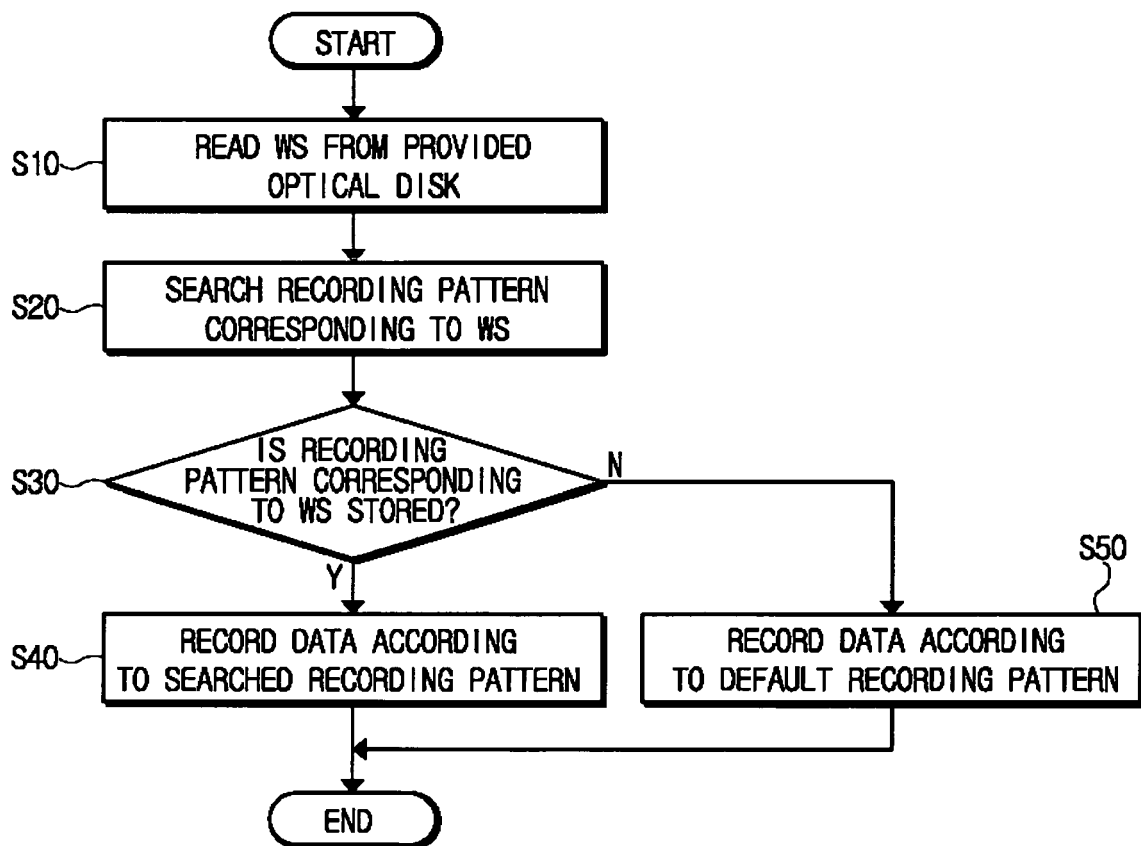 START
S10
READ WS FROM PROVIDED
OPTICAL DISK
S20
SEARCH RECORDING PATTERN
CORRESPONDING TO WS
S30
IS RECORDING
PATTERN CORRESPONDING
TO WS STORED?
N
Y
S50
S40
RECORD DATA ACCORDING
TO SEARCHED RECORDING PATTERN
RECORD DATA ACCORDING
TO DEFAULT RECORDING PATTERN
END